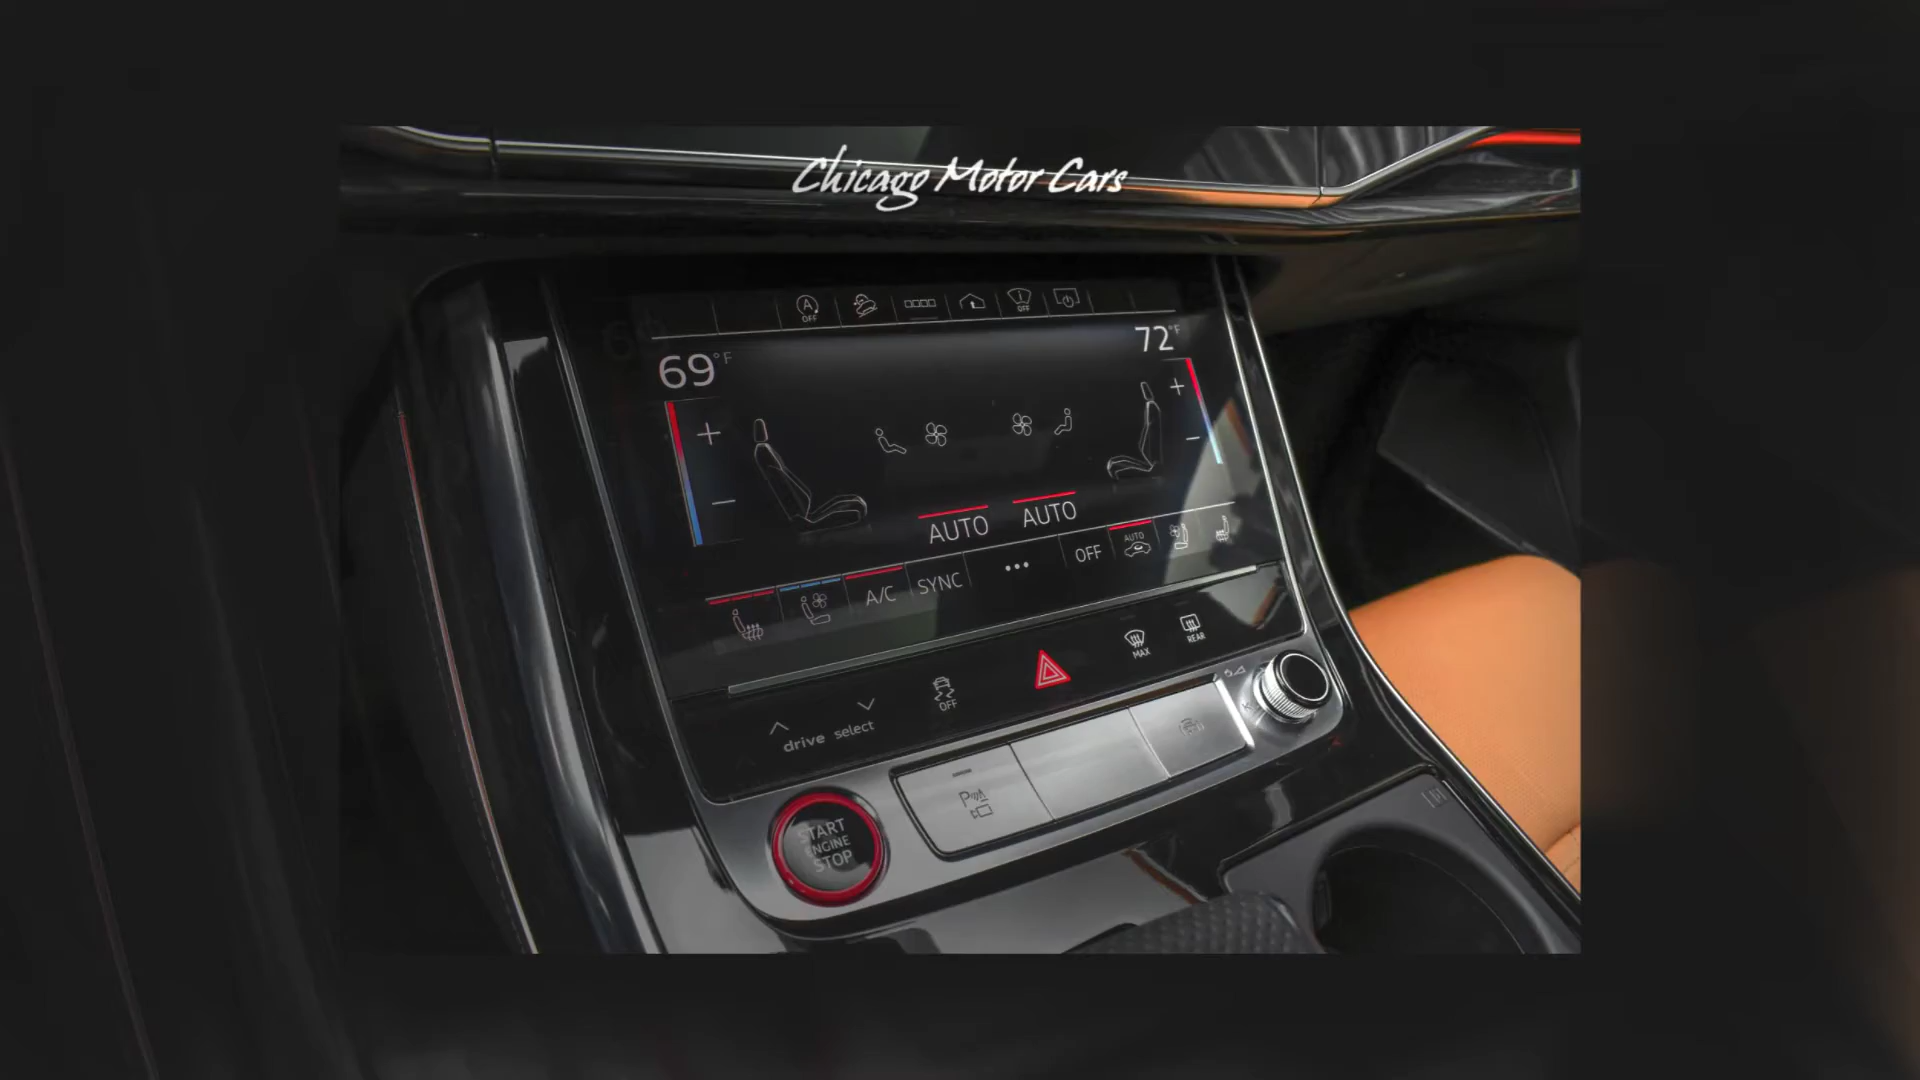 Chicago Motor Cars
A
OFF
OFF
69°F
72°F
+
+
−
−
AUTO
AUTO
A/C
SYNC
•••
OFF
AUTO
MAX
REAR
OFF
drive select
P
START
ENGINE
STOP